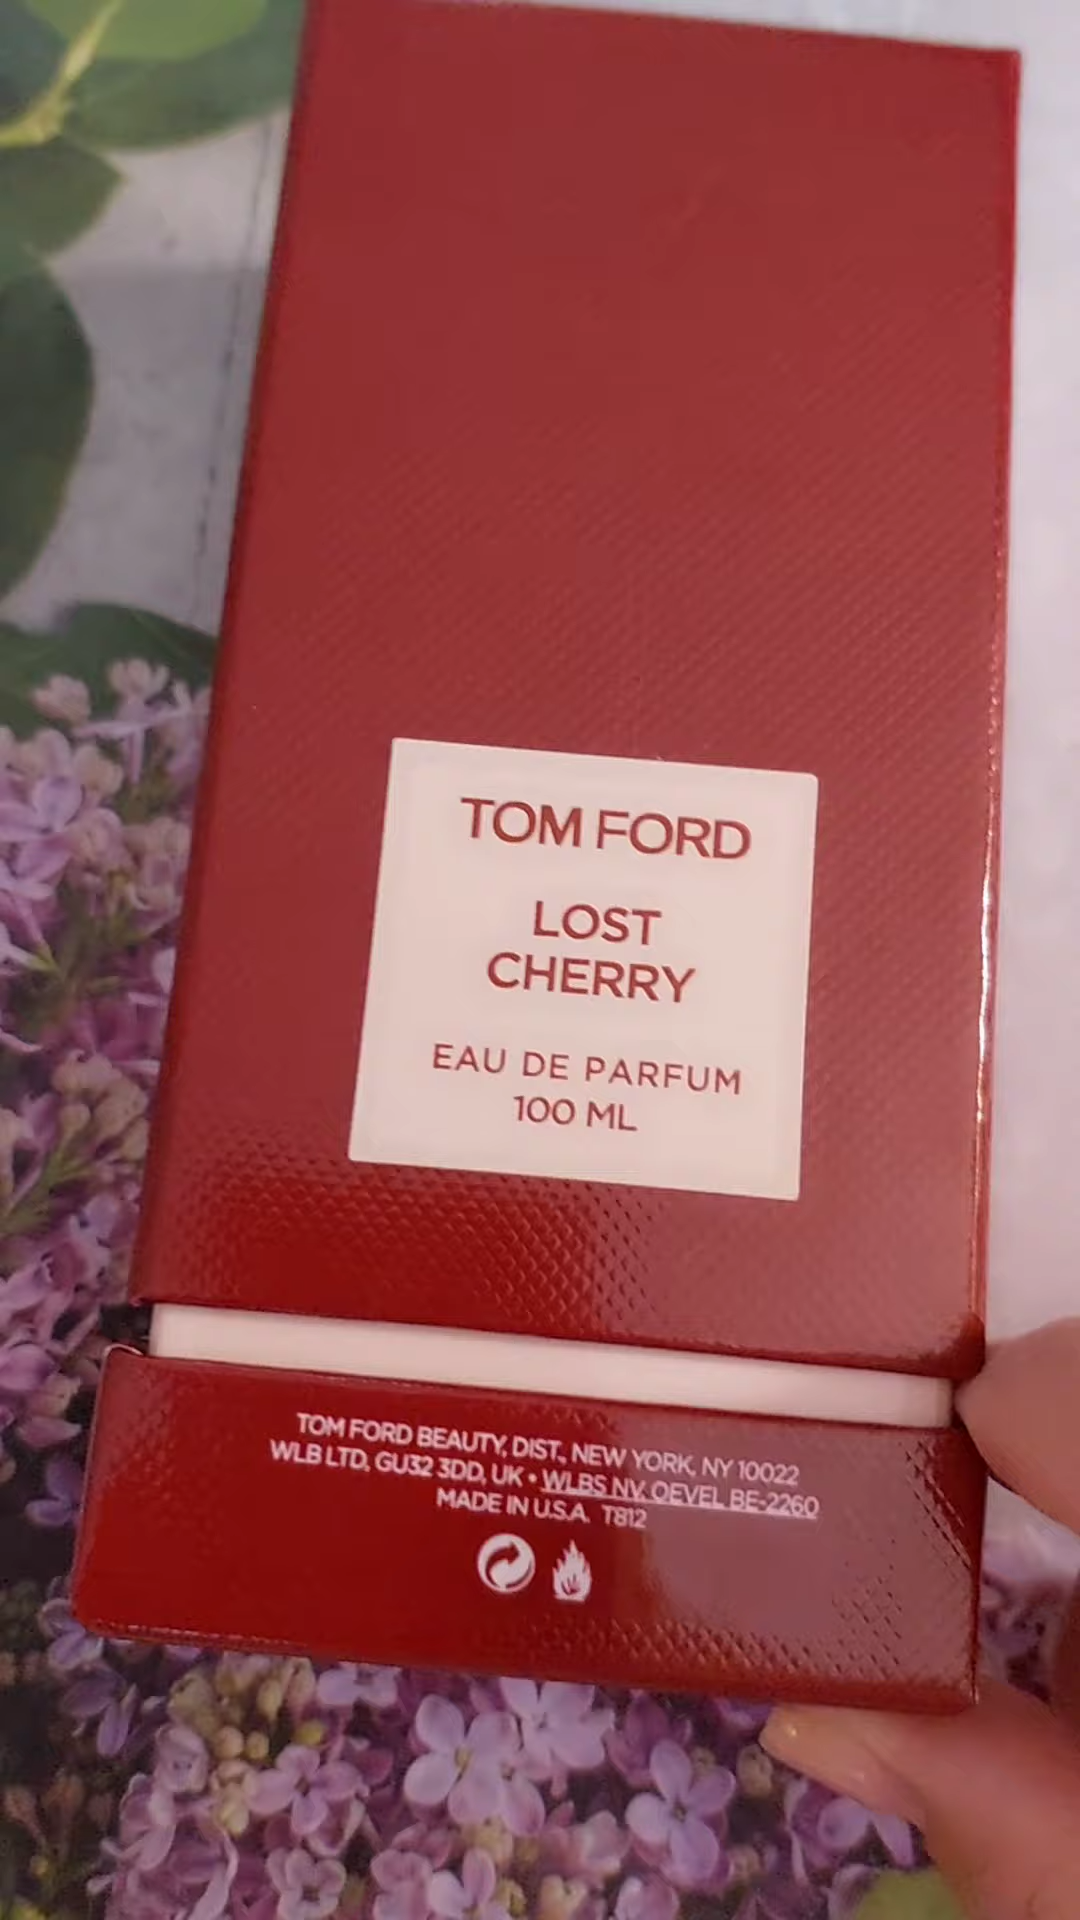 TOM FORD
LOST
CHERRY
EAU DE PARFUM
100 ML
TOM FORD BEAUTY, DIST., NEW YORK, NY 10022
WLB LTD, GU32 3DD, UK • WLBS NV, OEVEL BE-2260
MADE IN U.S.A. T812